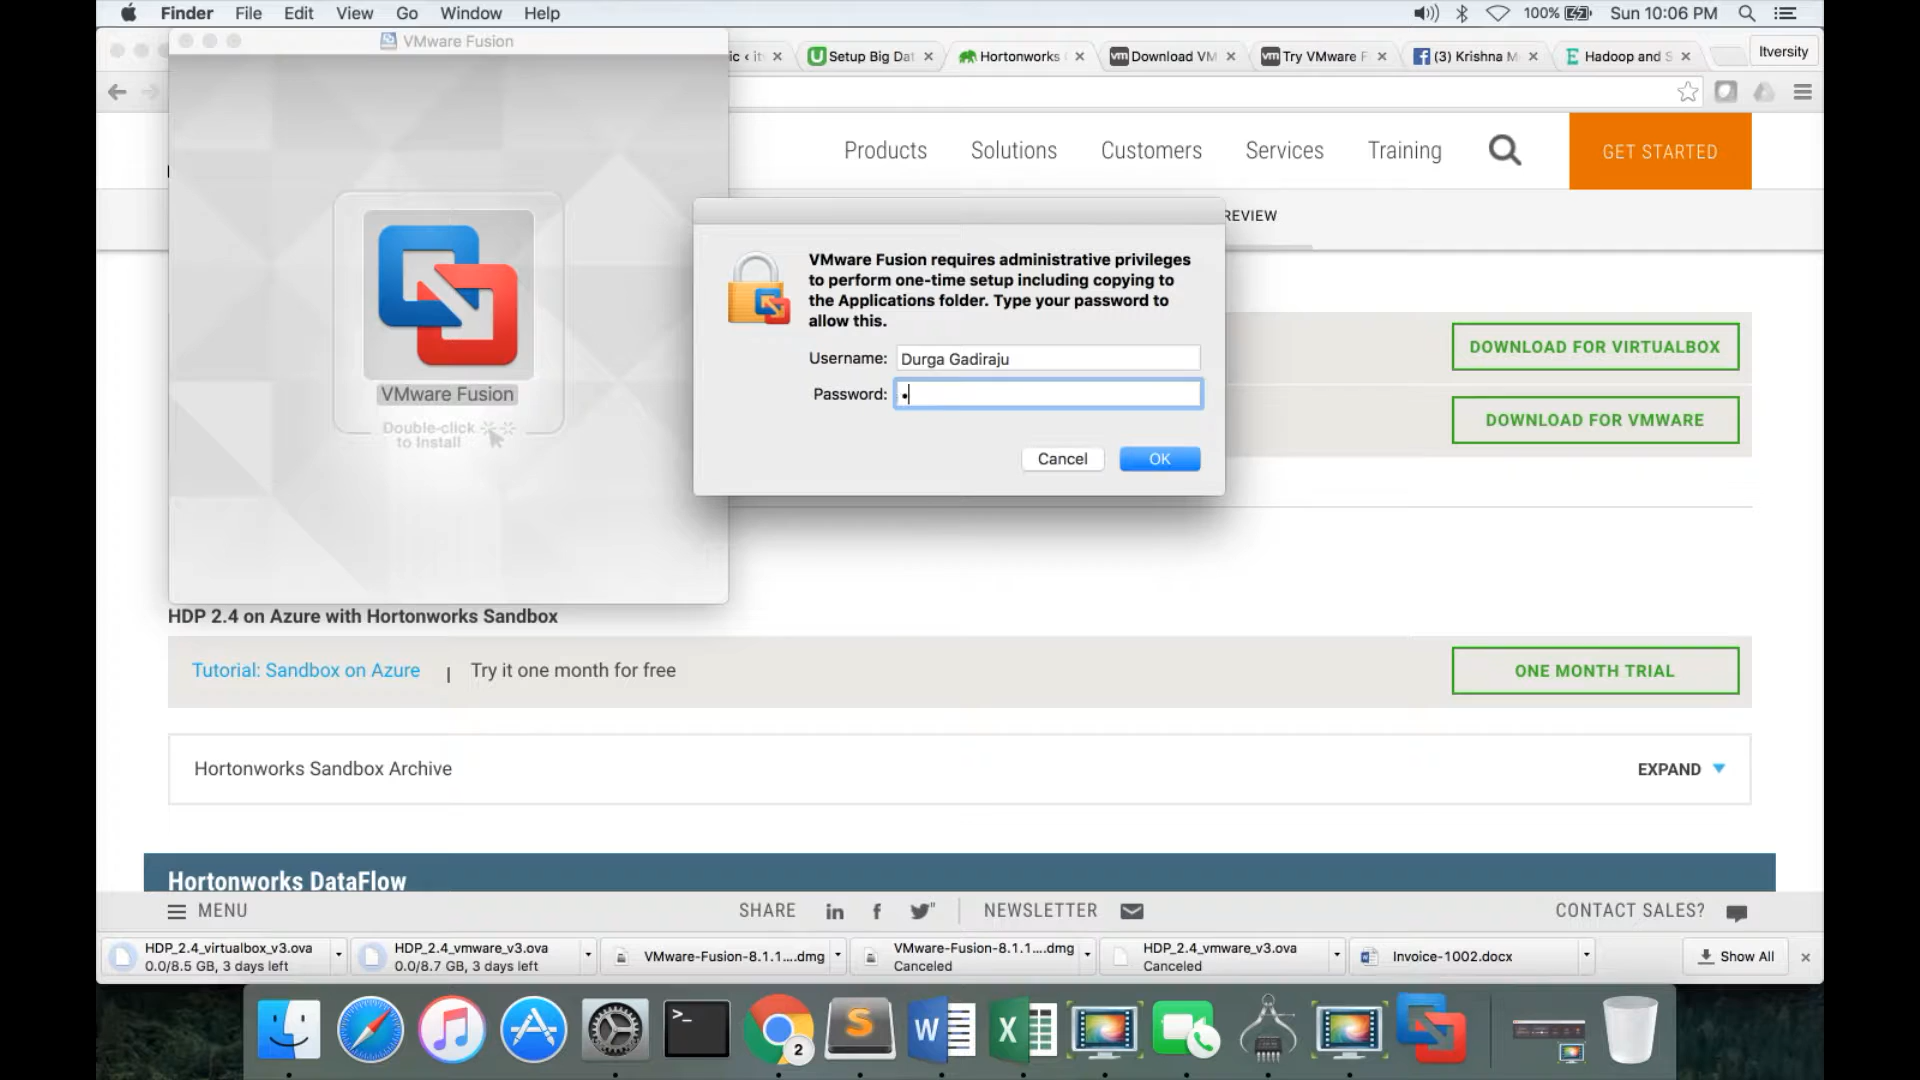 Finder File Edit View Go Window Help
100% Sun 10:06 PM
VMware Fusion
ic ‹ it
Setup Big Dat
Hortonworks
Download VM
Try VMware F
(3) Krishna M
Hadoop and S
Itversity
Products Solutions Customers Services Training
GET STARTED
REVIEW
VMware Fusion
Double-click
to Install
VMware Fusion requires administrative privileges
to perform one-time setup including copying to
the Applications folder. Type your password to
allow this.
Username: Durga Gadiraju
Password: •
Cancel OK
DOWNLOAD FOR VIRTUALBOX
DOWNLOAD FOR VMWARE
HDP 2.4 on Azure with Hortonworks Sandbox
Tutorial: Sandbox on Azure | Try it one month for free
ONE MONTH TRIAL
Hortonworks Sandbox Archive
EXPAND
Hortonworks DataFlow
MENU
SHARE
NEWSLETTER
CONTACT SALES?
HDP_2.4_virtualbox_v3.ova
0.0/8.5 GB, 3 days left
HDP_2.4_vmware_v3.ova
0.0/8.7 GB, 3 days left
VMware-Fusion-8.1.1....dmg
VMware-Fusion-8.1.1....dmg
Canceled
HDP_2.4_vmware_v3.ova
Canceled
Invoice-1002.docx
Show All
2